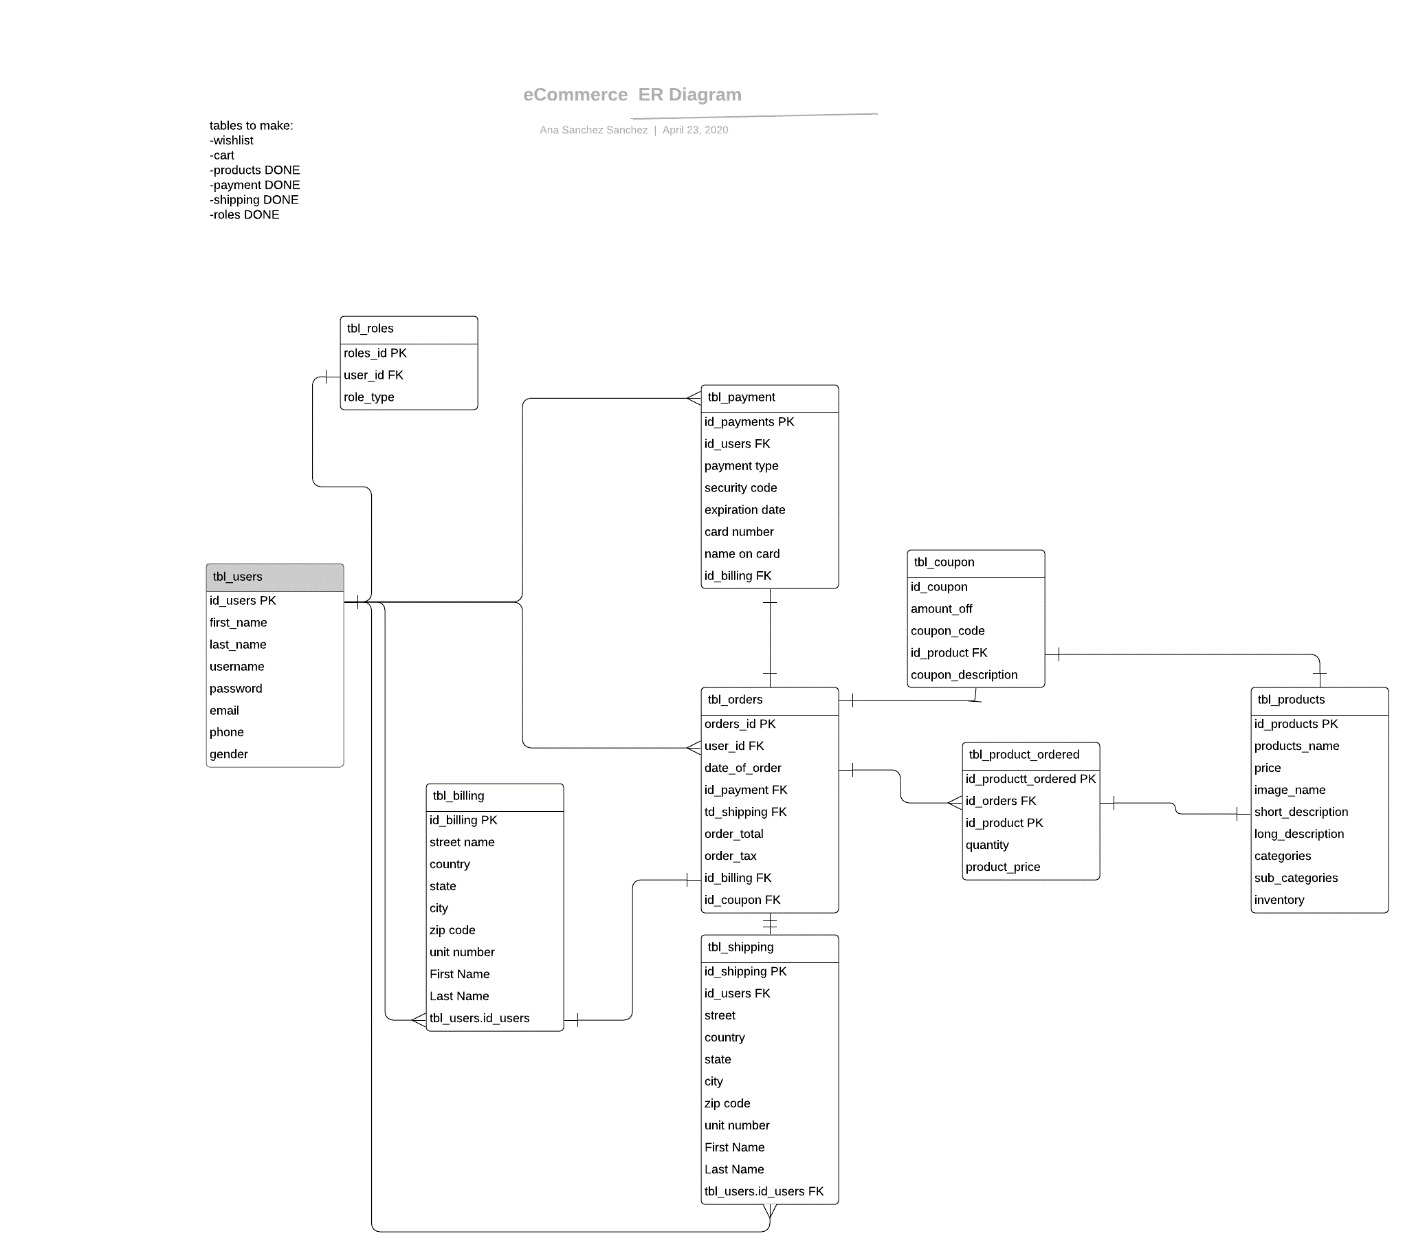 eCommerce  ER Diagram
Ana Sanchez Sanchez  |  April 23, 2020
tables to make:
-wishlist
-cart
-products DONE
-payment DONE
-shipping DONE
-roles DONE
tbl_roles
roles_id PK
user_id FK
role_type
tbl_payment
id_payments PK
id_users FK
payment type
security code
expiration date
card number
name on card
id_billing FK
tbl_coupon
id_coupon
amount_off
coupon_code
id_product FK
coupon_description
tbl_users
id_users PK
first_name
last_name
username
password
email
phone
gender
tbl_orders
orders_id PK
user_id FK
date_of_order
id_payment FK
td_shipping FK
order_total
order_tax
id_billing FK
id_coupon FK
tbl_product_ordered
id_productt_ordered PK
id_orders FK
id_product PK
quantity
product_price
tbl_products
id_products PK
products_name
price
image_name
short_description
long_description
categories
sub_categories
inventory
tbl_billing
id_billing PK
street name
country
state
city
zip code
unit number
First Name
Last Name
tbl_users.id_users
tbl_shipping
id_shipping PK
id_users FK
street
country
state
city
zip code
unit number
First Name
Last Name
tbl_users.id_users FK